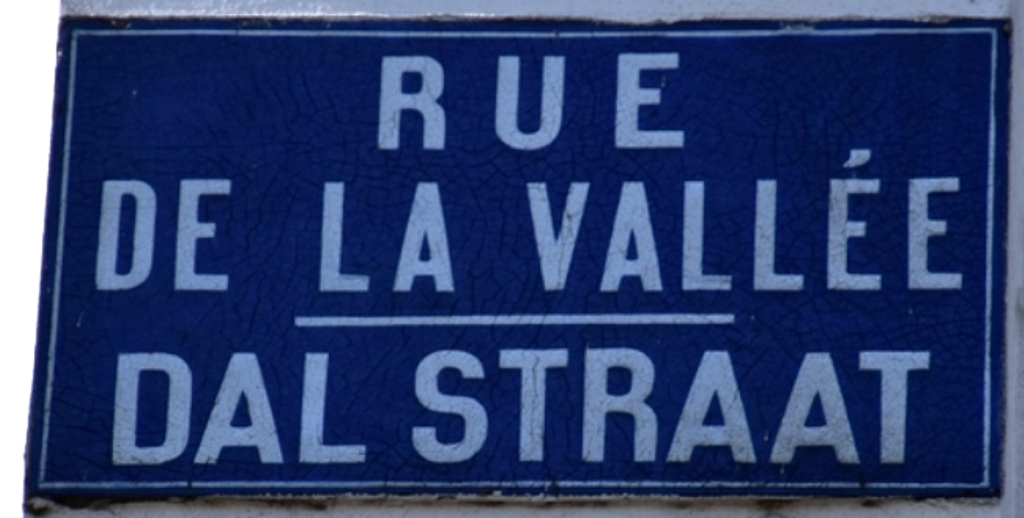 RUE
DE LA VALLÉE
DAL STRAAT